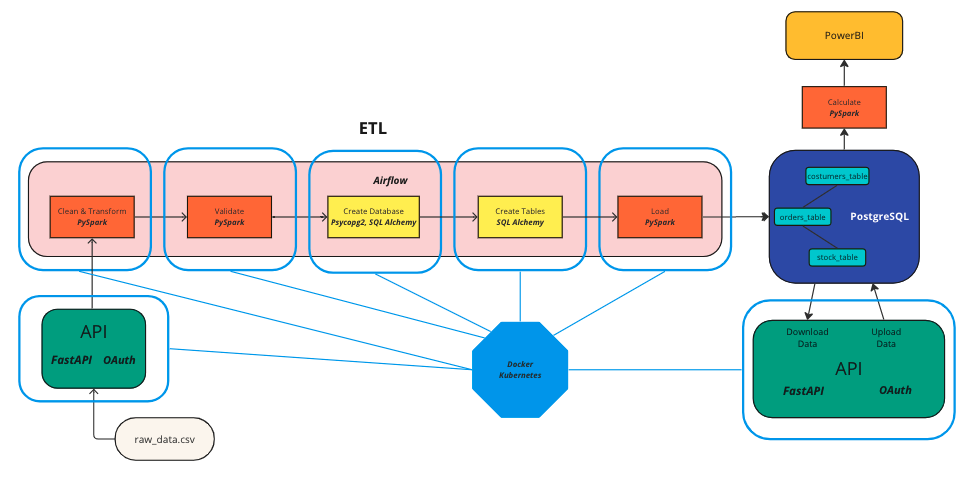 PowerBI
Calculate
PySpark
ETL
Airflow
Clean & Transform
PySpark
Validate
PySpark
Create Database
Psycopg2, SQL Alchemy
Create Tables
SQL Alchemy
Load
PySpark
costumers_table
orders_table
PostgreSQL
stock_table
API
FastAPI OAuth
Docker
Kubernetes
Download
Data
Upload
Data
API
FastAPI
OAuth
raw_data.csv